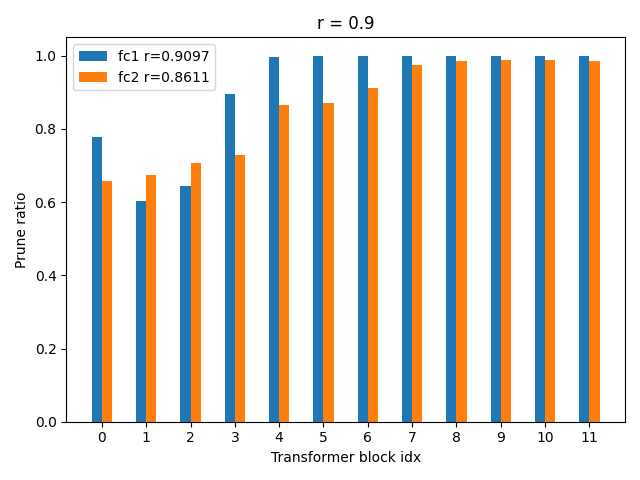 r = 0.9
fc1 r=0.9097
fc2 r=0.8611
Prune ratio
1.0
0.8
0.6
0.4
0.2
0.0
0 1 2 3 4 5 6 7 8 9 10 11
Transformer block idx